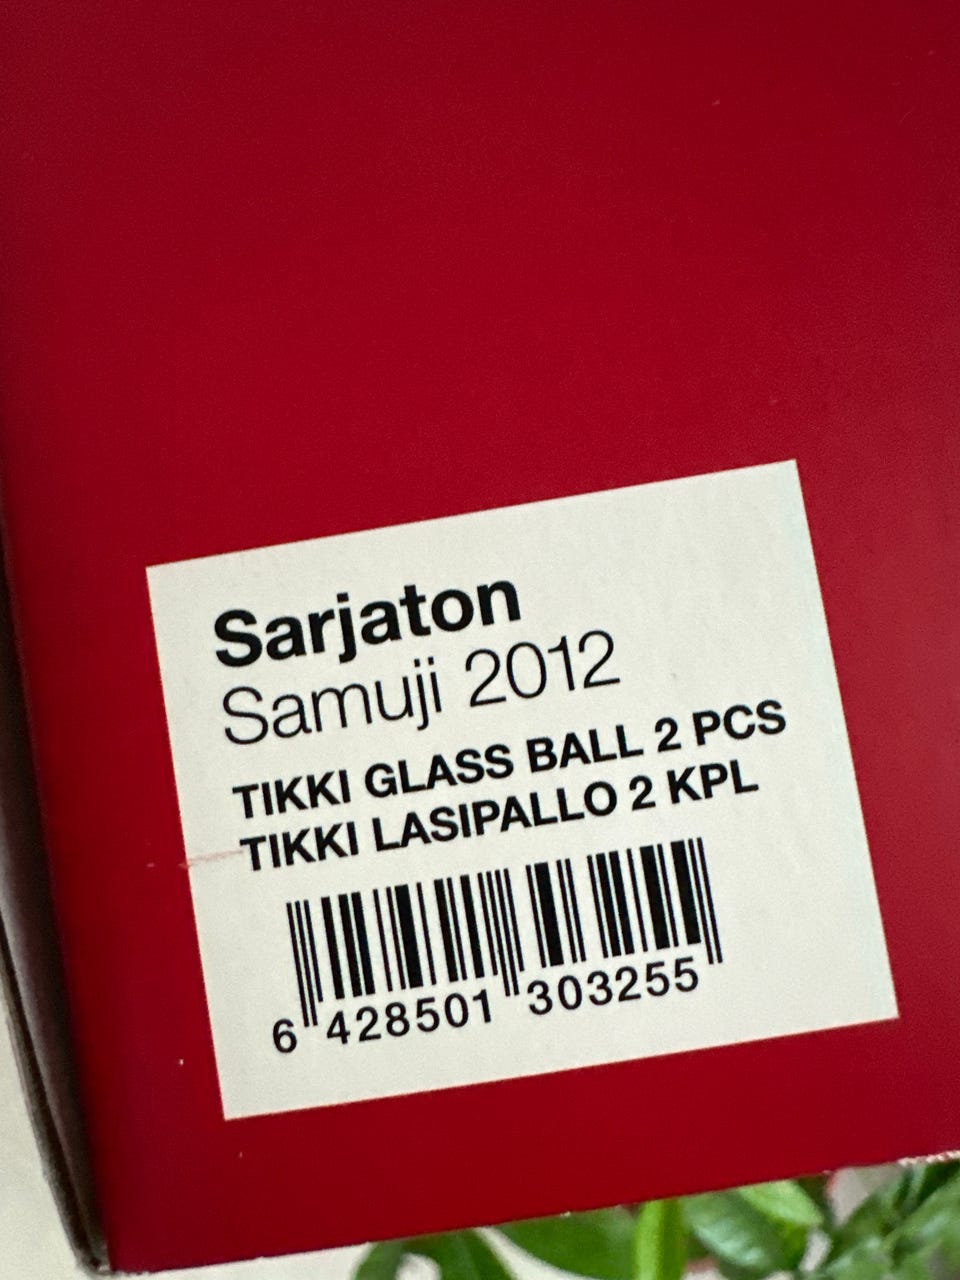 Sarjaton
Samuji 2012
TIKKI GLASS BALL 2 PCS
TIKKI LASIPALLO 2 KPL
6 428501 303255